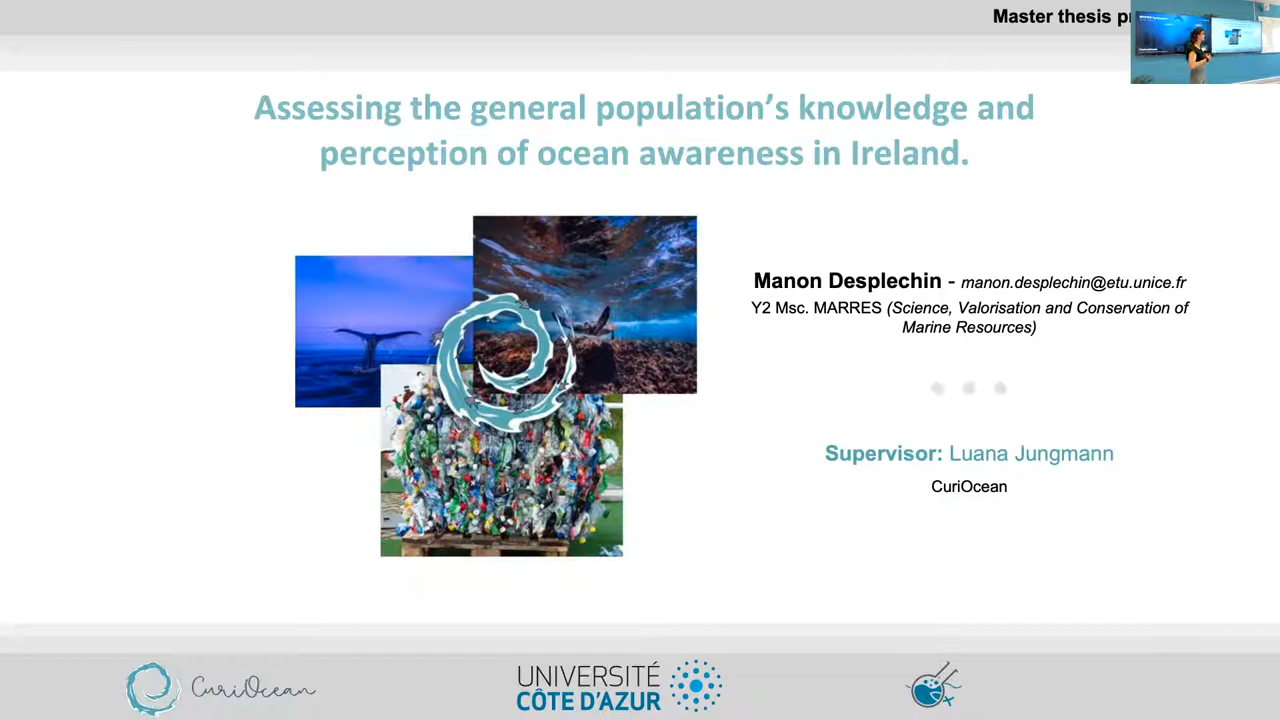 Master thesis
Assessing the general population's knowledge and
perception of ocean awareness in Ireland.
Manon Desplechin - manon.desplechin@etu.unice.fr
Y2 Msc. MARRES (Science, Valorisation and Conservation of
Marine Resources)
Supervisor: Luana Jungmann
CuriOcean
CuriOcean
UNIVERSITÉ
CÔTE D'AZUR